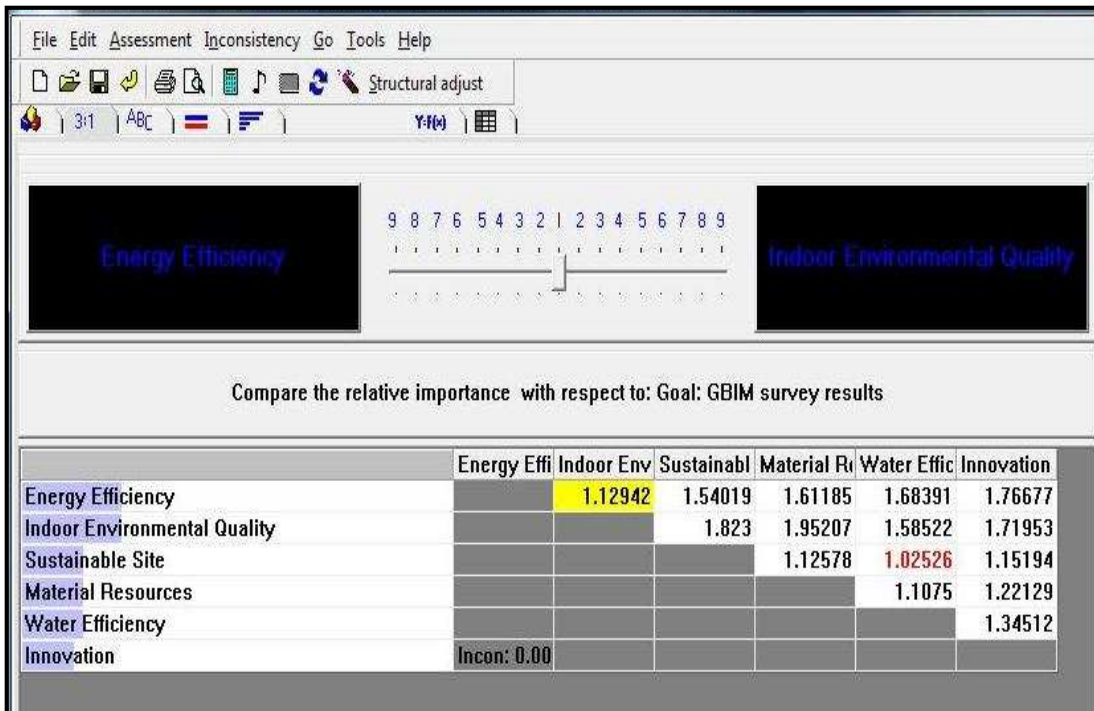 File Edit Assessment Inconsistency Go Tools Help
Structural adjust
3:1 ABC Y=F(x)
9 8 7 6 5 4 3 2 1 2 3 4 5 6 7 8 9
Energy Efficiency
Indoor Environmental Quality
Compare the relative importance with respect to: Goal: GBIM survey results
Energy Effi Indoor Env Sustainabl Material Re Water Effic Innovation
Energy Efficiency 1.12942 1.54019 1.61185 1.68391 1.76677
Indoor Environmental Quality 1.823 1.95207 1.58522 1.71953
Sustainable Site 1.12578 1.02526 1.15194
Material Resources 1.1075 1.22129
Water Efficiency 1.34512
Innovation Incon: 0.00